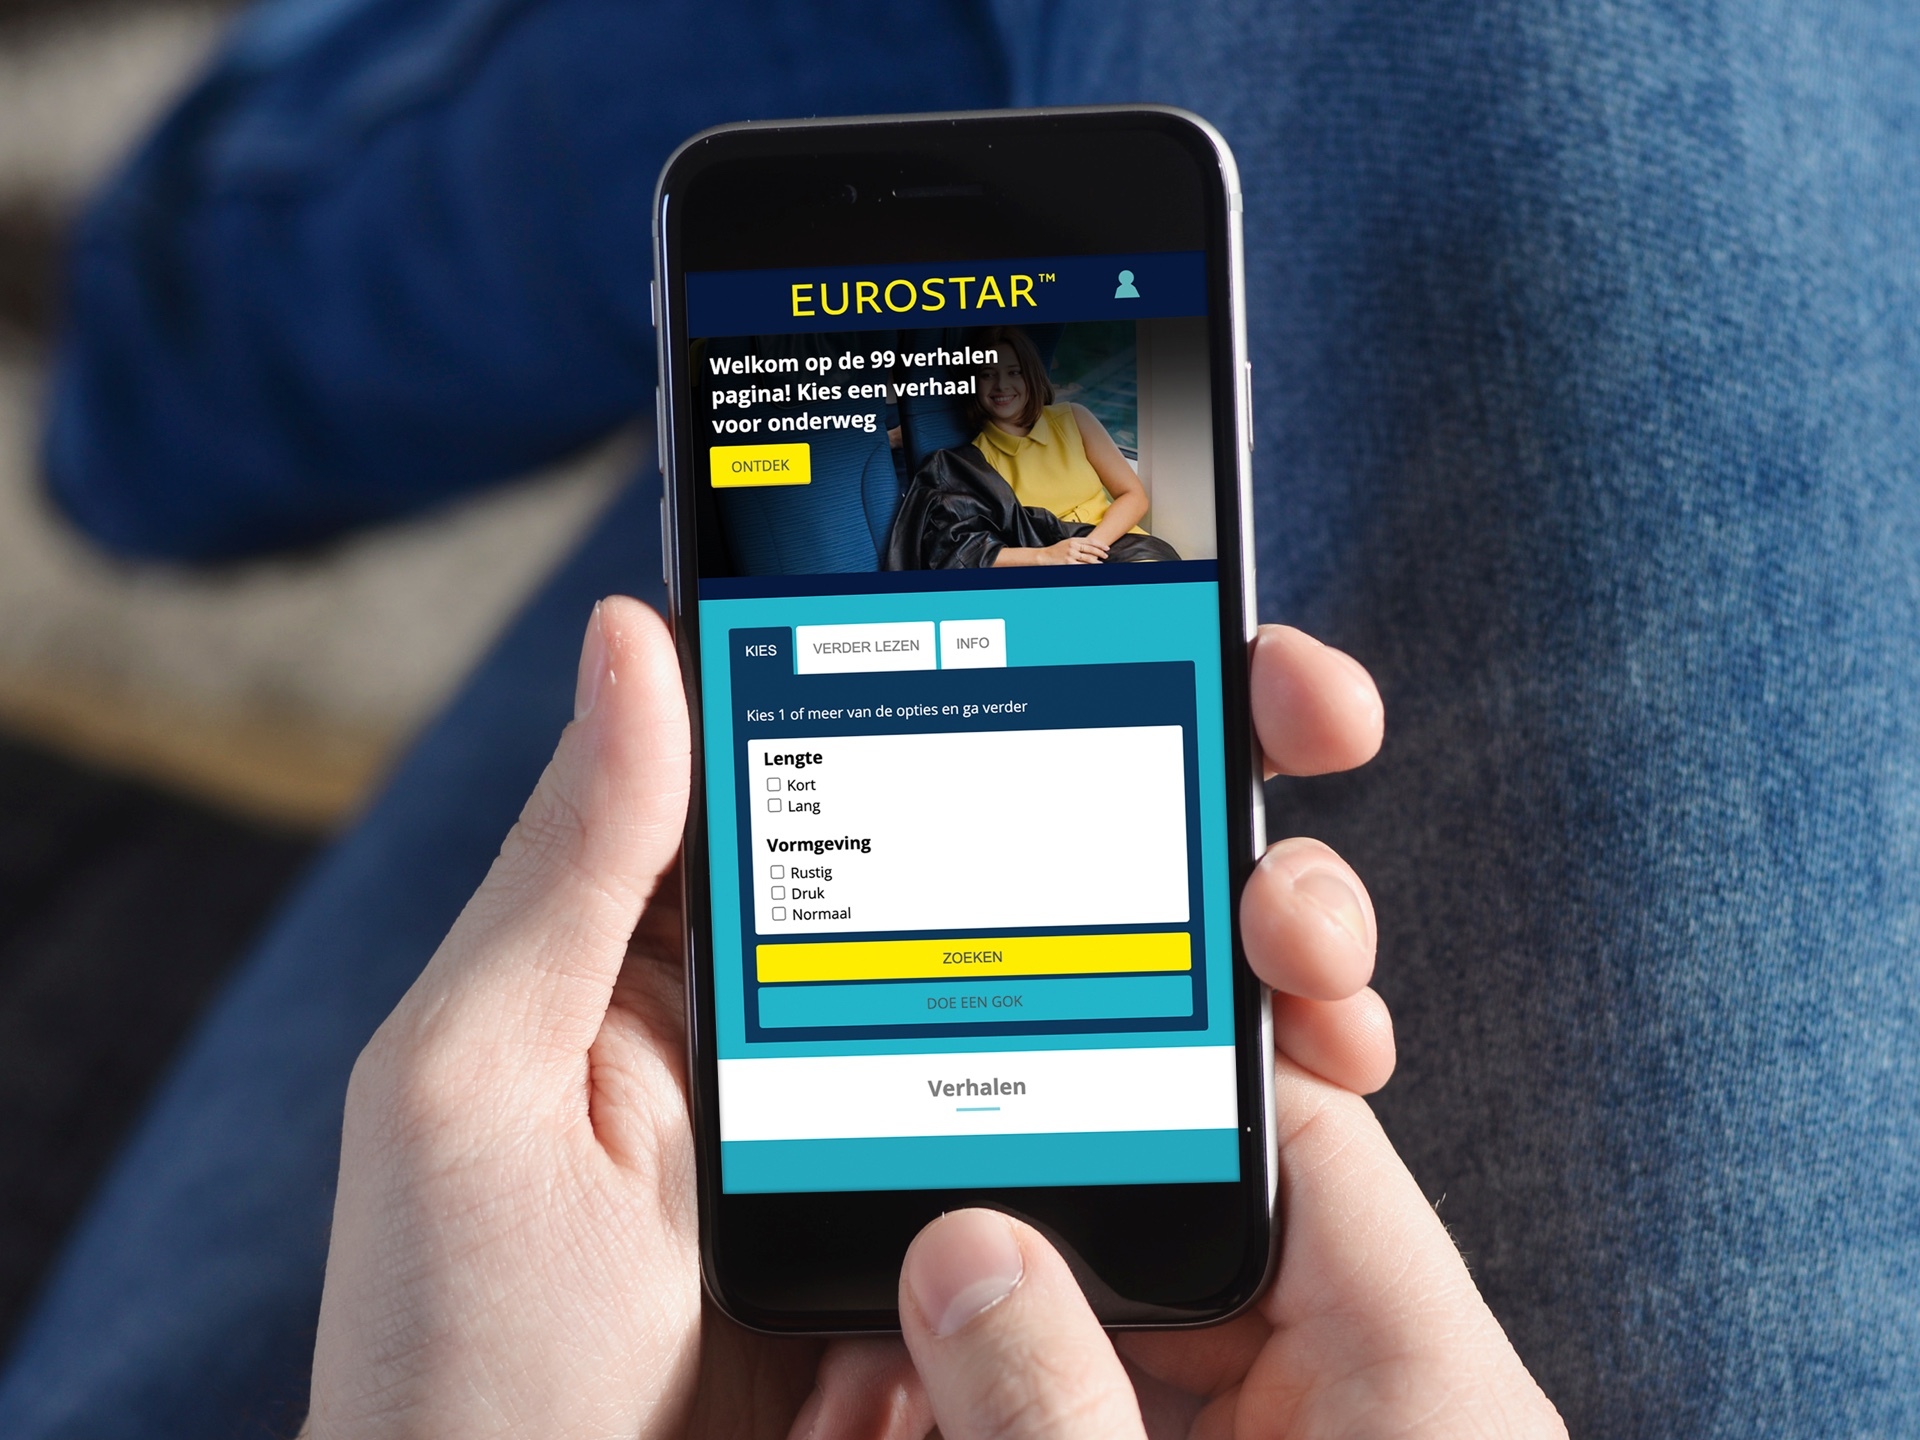 EUROSTAR™
Welkom op de 99 verhalen
pagina! Kies een verhaal
voor onderweg
ONTDEK
KIES
VERDER LEZEN
INFO
Kies 1 of meer van de opties en ga verder
Lengte
Kort
Lang
Vormgeving
Rustig
Druk
Normaal
ZOEKEN
DOE EEN GOK
Verhalen